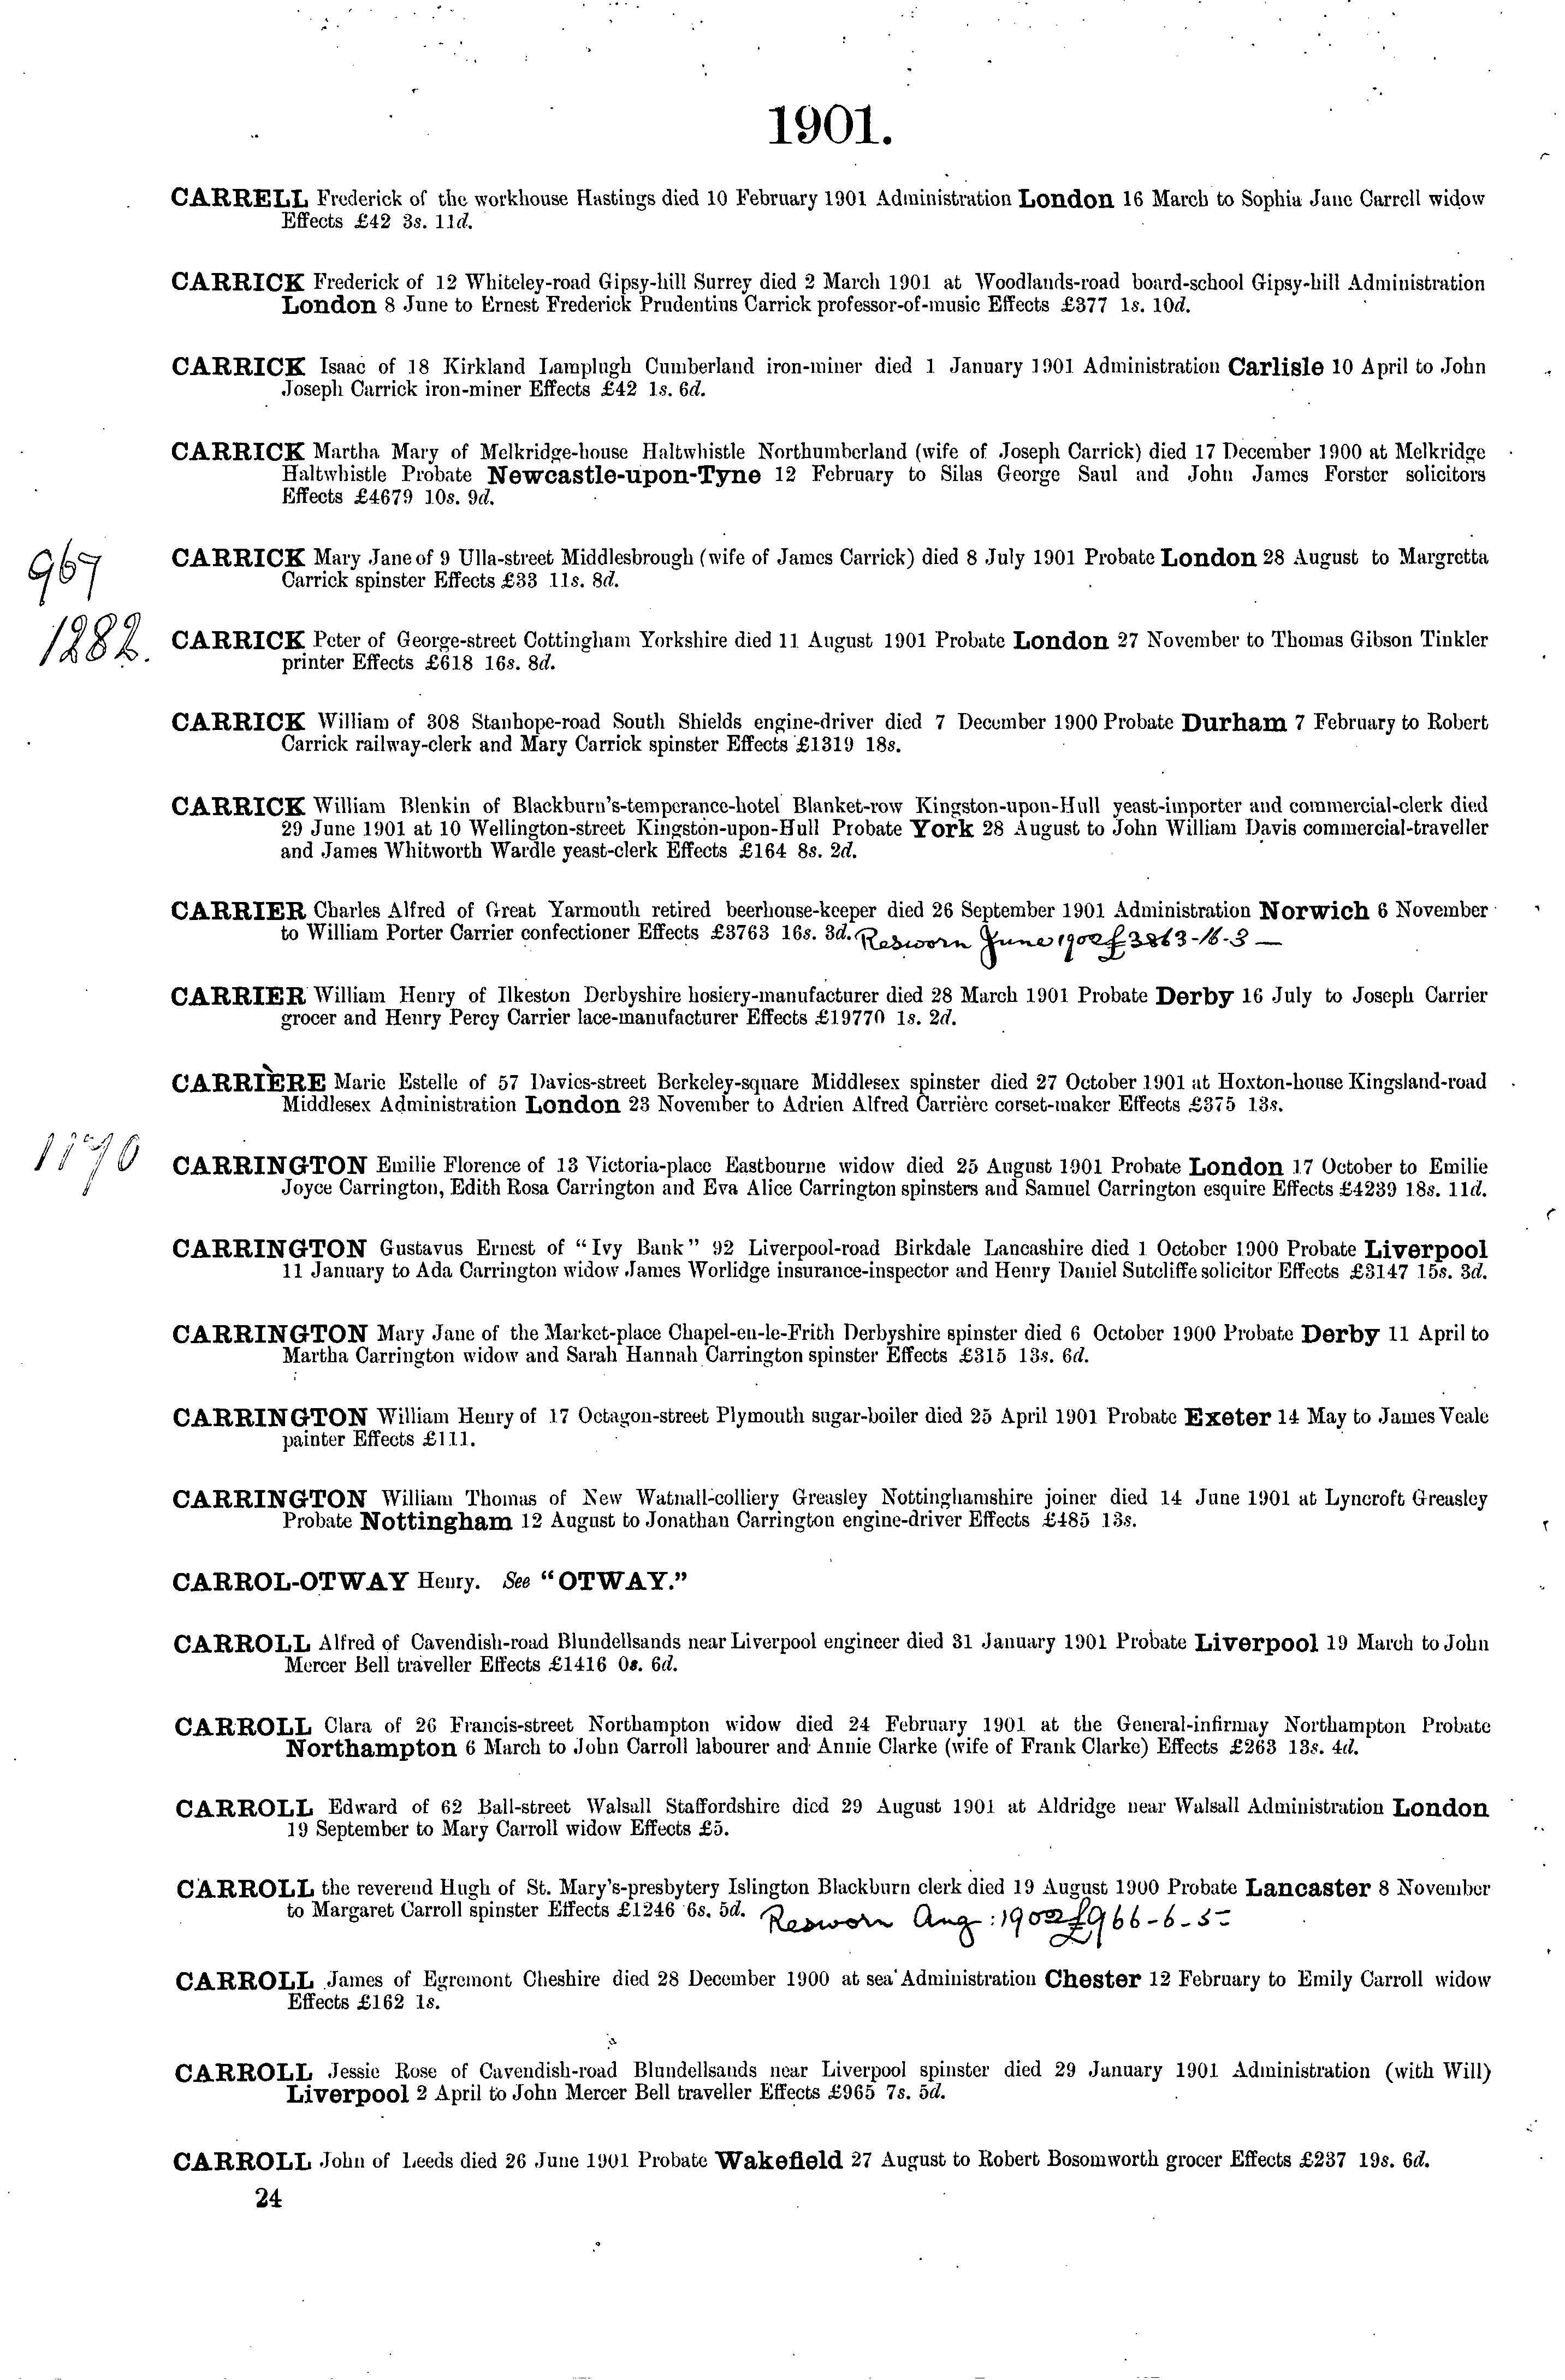 1901.
CARRELL Frederick of the workhouse Hastings died 10 February 1901 Administration London 16 March to Sophia Jane Carrell widow
Effects £42 3s. 11d.
CARRICK Frederick of 12 Whiteley-road Gipsy-hill Surrey died 2 March 1901 at Woodlands-road board-school Gipsy-hill Administration
London 8 June to Ernest Frederick Prudentius Carrick professor-of-music Effects £377 1s. 10d.
CARRICK Isaac of 18 Kirkland Lamplugh Cumberland iron-miner died 1 January 1901 Administration Carlisle 10 April to John
Joseph Carrick iron-miner Effects £42 1s. 6d.
CARRICK Martha Mary of Melkridge-house Haltwhistle Northumberland (wife of Joseph Carrick) died 17 December 1900 at Melkridge
Haltwhistle Probate Newcastle-upon-Tyne 12 February to Silas George Saul and John James Forster solicitors
Effects £4679 10s. 9d.
967
CARRICK Mary Jane of 9 Ulla-street Middlesbrough (wife of James Carrick) died 8 July 1901 Probate London 28 August to Margretta
Carrick spinster Effects £33 11s. 8d.
1282.
CARRICK Peter of George-street Cottingham Yorkshire died 11 August 1901 Probate London 27 November to Thomas Gibson Tinkler
printer Effects £618 16s. 8d.
CARRICK William of 308 Stanhope-road South Shields engine-driver died 7 December 1900 Probate Durham 7 February to Robert
Carrick railway-clerk and Mary Carrick spinster Effects £1319 18s.
CARRICK William Blenkin of Blackburn's-temperance-hotel Blanket-row Kingston-upon-Hull yeast-importer and commercial-clerk died
29 June 1901 at 10 Wellington-street Kingston-upon-Hull Probate York 28 August to John William Davis commercial-traveller
and James Whitworth Wardle yeast-clerk Effects £164 8s. 2d.
CARRIER Charles Alfred of Great Yarmouth retired beerhouse-keeper died 26 September 1901 Administration Norwich 6 November
to William Porter Carrier confectioner Effects £3763 16s. 3d. Resworn June 1902 £3863-16-3—
CARRIER William Henry of Ilkeston Derbyshire hosiery-manufacturer died 28 March 1901 Probate Derby 16 July to Joseph Carrier
grocer and Henry Percy Carrier lace-manufacturer Effects £19770 1s. 2d.
CARRIÈRE Marie Estelle of 57 Davies-street Berkeley-square Middlesex spinster died 27 October 1901 at Hoxton-house Kingsland-road
Middlesex Administration London 23 November to Adrien Alfred Carrière corset-maker Effects £375 13s.
CARRINGTON Emilie Florence of 13 Victoria-place Eastbourne widow died 25 August 1901 Probate London 17 October to Emilie
Joyce Carrington, Edith Rosa Carrington and Eva Alice Carrington spinsters and Samuel Carrington esquire Effects £4239 18s. 11d.
CARRINGTON Gustavus Ernest of "Ivy Bank" 92 Liverpool-road Birkdale Lancashire died 1 October 1900 Probate Liverpool
11 January to Ada Carrington widow James Worlidge insurance-inspector and Henry Daniel Sutcliffe solicitor Effects £3147 15s. 3d.
CARRINGTON Mary Jane of the Market-place Chapel-en-le-Frith Derbyshire spinster died 6 October 1900 Probate Derby 11 April to
Martha Carrington widow and Sarah Hannah Carrington spinster Effects £315 13s. 6d.
CARRINGTON William Henry of 17 Octagon-street Plymouth sugar-boiler died 25 April 1901 Probate Exeter 14 May to James Veale
painter Effects £111.
CARRINGTON William Thomas of New Watnall-colliery Greasley Nottinghamshire joiner died 14 June 1901 at Lyncroft Greasley
Probate Nottingham 12 August to Jonathan Carrington engine-driver Effects £485 13s.
CARROL-OTWAY Henry. See "OTWAY."
CARROLL Alfred of Cavendish-road Blundellsands near Liverpool engineer died 31 January 1901 Probate Liverpool 19 March to John
Mercer Bell traveller Effects £1416 0s. 6d.
CARROLL Clara of 26 Francis-street Northampton widow died 24 February 1901 at the General-infirmay Northampton Probate
Northampton 6 March to John Carroll labourer and Annie Clarke (wife of Frank Clarke) Effects £263 13s. 4d.
CARROLL Edward of 62 Ball-street Walsall Staffordshire died 29 August 1901 at Aldridge near Walsall Administration London
19 September to Mary Carroll widow Effects £5.
CARROLL the reverend Hugh of St. Mary's-presbytery Islington Blackburn clerk died 19 August 1900 Probate Lancaster 8 November
to Margaret Carroll spinster Effects £1246 6s. 5d. Resworn Aug: 1902 £966-6-5-
CARROLL James of Egremont Cheshire died 28 December 1900 at sea Administration Chester 12 February to Emily Carroll widow
Effects £162 1s.
CARROLL Jessie Rose of Cavendish-road Blundellsands near Liverpool spinster died 29 January 1901 Administration (with Will)
Liverpool 2 April to John Mercer Bell traveller Effects £965 7s. 5d.
CARROLL John of Leeds died 26 June 1901 Probate Wakefield 27 August to Robert Bosomworth grocer Effects £237 19s. 6d.
24